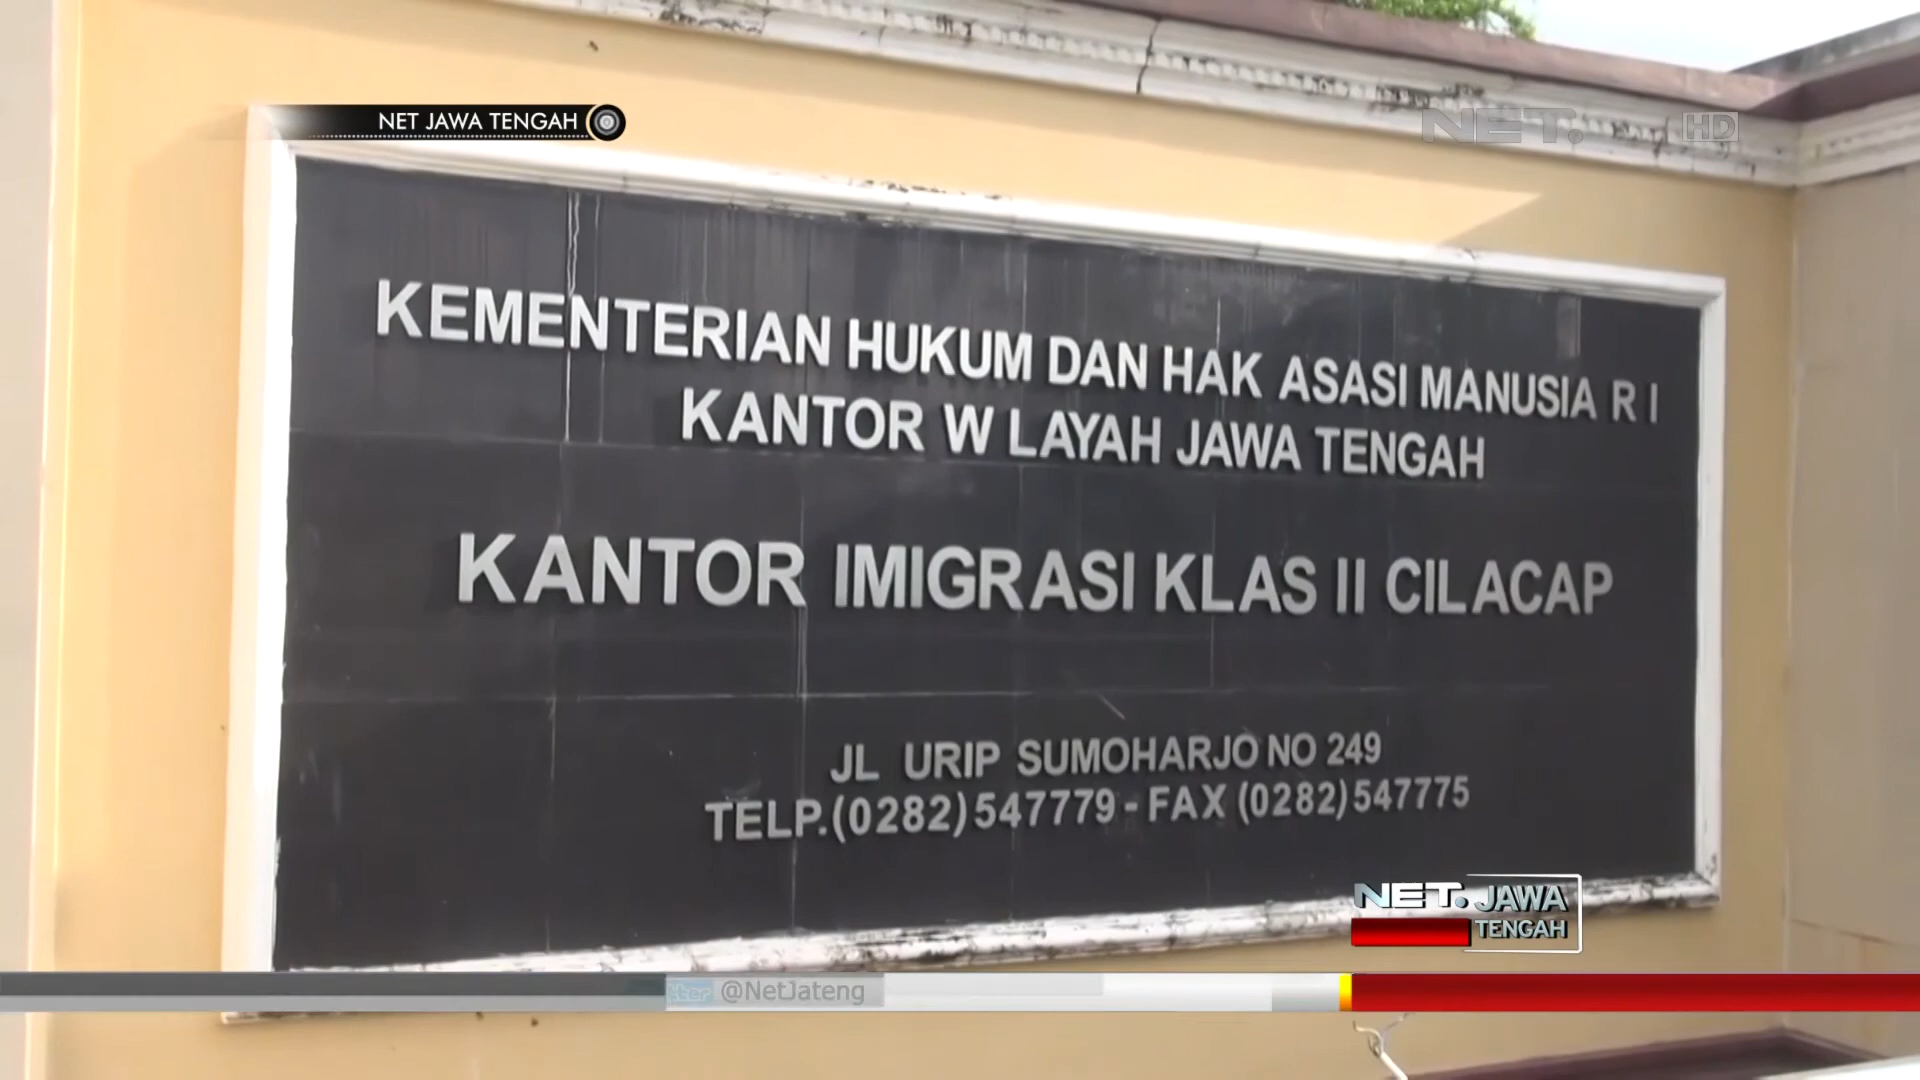 NET JAWA TENGAH
NET. HD
KEMENTERIAN HUKUM DAN HAK ASASI MANUSIA R I
KANTOR W LAYAH JAWA TENGAH
KANTOR IMIGRASI KLAS II CILACAP
JL URIP SUMOHARJO NO 249
TELP.(0282)547779-FAX (0282)547775
NET. JAWA
TENGAH
@NetJateng